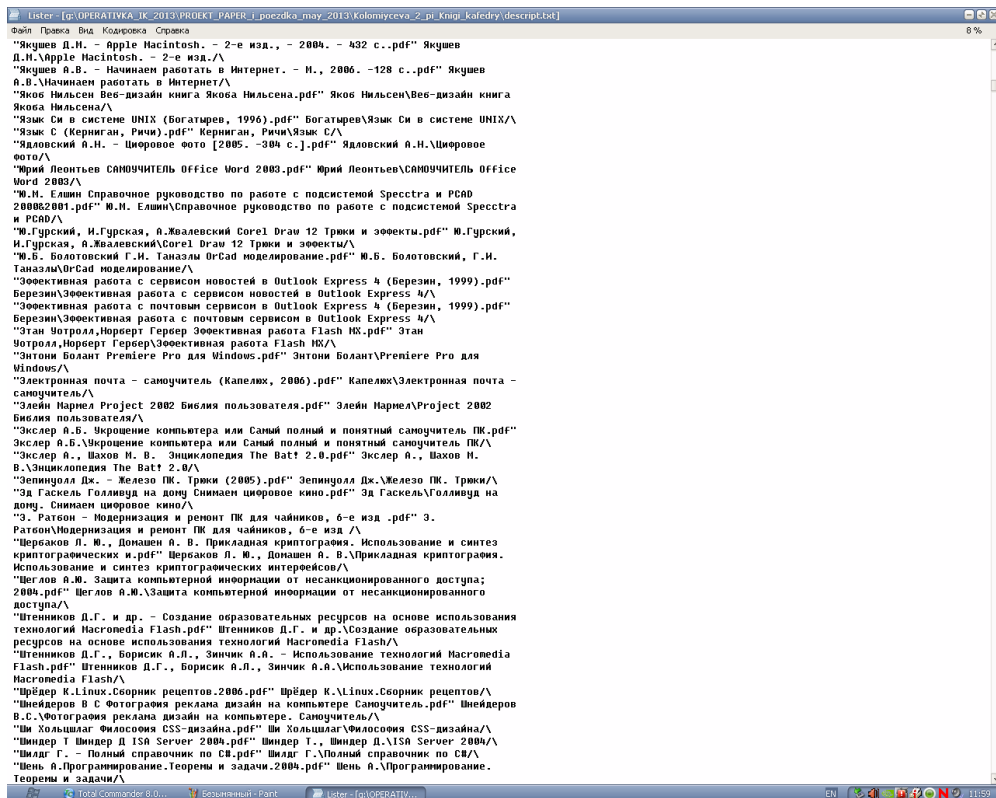 Lister - [g:\OPERATIVKA_IK_2013\PROEKT_PAPER_i_poezdka_may_2013\Kolomiyceva_2_pi_Knigi_kafedry\descript.txt]
Файл Правка Вид Кодировка Справка 8 %
"Якушев Д.М. - Apple Macintosh. - 2-е изд., - 2004. - 432 с..pdf" Якушев
Д.М.\Apple Macintosh. - 2-е изд./\
"Якушев А.В. - Начинаем работать в Интернет. - М., 2006. -128 с..pdf" Якушев
А.В.\Начинаем работать в Интернет/\
"Якоб Нильсен Веб-дизайн книга Якоба Нильсена.pdf" Якоб Нильсен\Веб-дизайн книга
Якоба Нильсена/\
"Язык Си в системе UNIX (Богатырев, 1996).pdf" Богатырев\Язык Си в системе UNIX/\
"Язык С (Керниган, Ричи).pdf" Керниган, Ричи\Язык С/\
"Ядловский А.Н. - Цифровое фото [2005. -304 с.].pdf" Ядловский А.Н.\Цифровое
фото/\
"Юрий Леонтьев САМОУЧИТЕЛЬ Office Word 2003.pdf" Юрий Леонтьев\САМОУЧИТЕЛЬ Office
Word 2003/\
"Ю.М. Елшин Справочное руководство по работе с подсистемой Specctra и PCAD
2000&2001.pdf" Ю.М. Елшин\Справочное руководство по работе с подсистемой Specctra
и PCAD/\
"Ю.Гурский, И.Гурская, А.Жвалевский Corel Draw 12 Трюки и эффекты.pdf" Ю.Гурский,
И.Гурская, А.Жвалевский\Corel Draw 12 Трюки и эффекты/\
"Ю.Б. Болотовский Г.И. Таназлы OrCad моделирование.pdf" Ю.Б. Болотовский, Г.И.
Таназлы\OrCad моделирование/\
"Эффективная работа с сервисом новостей в Outlook Express 4 (Березин, 1999).pdf"
Березин\Эффективная работа с сервисом новостей в Outlook Express 4/\
"Эффективная работа с почтовым сервисом в Outlook Express 4 (Березин, 1999).pdf"
Березин\Эффективная работа с почтовым сервисом в Outlook Express 4/\
"Этан Уотролл,Норберт Гербер Эффективная работа Flash MX.pdf" Этан
Уотролл,Норберт Гербер\Эффективная работа Flash MX/\
"Энтони Болант Premiere Pro для Windows.pdf" Энтони Болант\Premiere Pro для
Windows/\
"Электронная почта - самоучитель (Капелюх, 2006).pdf" Капелюх\Электронная почта -
самоучитель/\
"Элейн Мармел Project 2002 Библия пользователя.pdf" Элейн Мармел\Project 2002
Библия пользователя/\
"Экслер А.Б. Укрощение компьютера или Самый полный и понятный самоучитель ПК.pdf"
Экслер А.Б.\Укрощение компьютера или Самый полный и понятный самоучитель ПК/\
"Экслер А., Шахов М. В.  Энциклопедия The Bat! 2.0.pdf" Экслер А., Шахов М.
В.\Энциклопедия The Bat! 2.0/\
"Зепинуолл Дж. - Железо ПК. Трюки (2005).pdf" Зепинуолл Дж.\Железо ПК. Трюки/\
"Эд Гаскель Голливуд на дому Снимаем цифровое кино.pdf" Эд Гаскель\Голливуд на
дому. Снимаем цифровое кино/\
"Э. Ратбон - Модернизация и ремонт ПК для чайников, 6-е изд .pdf" Э.
Ратбон\Модернизация и ремонт ПК для чайников, 6-е изд /\
"Щербаков Л. Ю., Домашен А. В. Прикладная криптография. Использование и синтез
криптографических и.pdf" Щербаков Л. Ю., Домашен А. В.\Прикладная криптография.
Использование и синтез криптографических интерфейсов/\
"Щеглов А.Ю. Защита компьютерной информации от несанкционированного доступа;
2004.pdf" Щеглов А.Ю.\Защита компьютерной информации от несанкционированного
доступа/\
"Штенников Д.Г. и др. - Создание образовательных ресурсов на основе использования
технологий Macromedia Flash.pdf" Штенников Д.Г. и др.\Создание образовательных
ресурсов на основе использования технологий Macromedia Flash/\
"Штенников Д.Г., Борисик А.Л., Зинчик А.А. - Использование технологий Macromedia
Flash.pdf" Штенников Д.Г., Борисик А.Л., Зинчик А.А.\Использование технологий
Macromedia Flash/\
"Шрёдер К.Linux.Сборник рецептов.2006.pdf" Шрёдер К.\Linux.Сборник рецептов/\
"Шнейдеров В С Фотография реклама дизайн на компьютере Самоучитель.pdf" Шнейдеров
В.С.\Фотография реклама дизайн на компьютере. Самоучитель/\
"Ши Хольцшлаг Философия CSS-дизайна.pdf" Ши Хольцшлаг\Философия CSS-дизайна/\
"Шиндер Т Шиндер Д ISA Server 2004.pdf" Шиндер Т., Шиндер Д.\ISA Server 2004/\
"Шилдт Г. - Полный справочник по C#.pdf" Шилдт Г.\Полный справочник по C#/\
"Шень А.Программирование.Теоремы и задачи.2004.pdf" Шень А.\Программирование.
Теоремы и задачи/\
Total Commander 8.0... Безымянный - Paint Lister - [g:\OPERATIV... EN 11:59